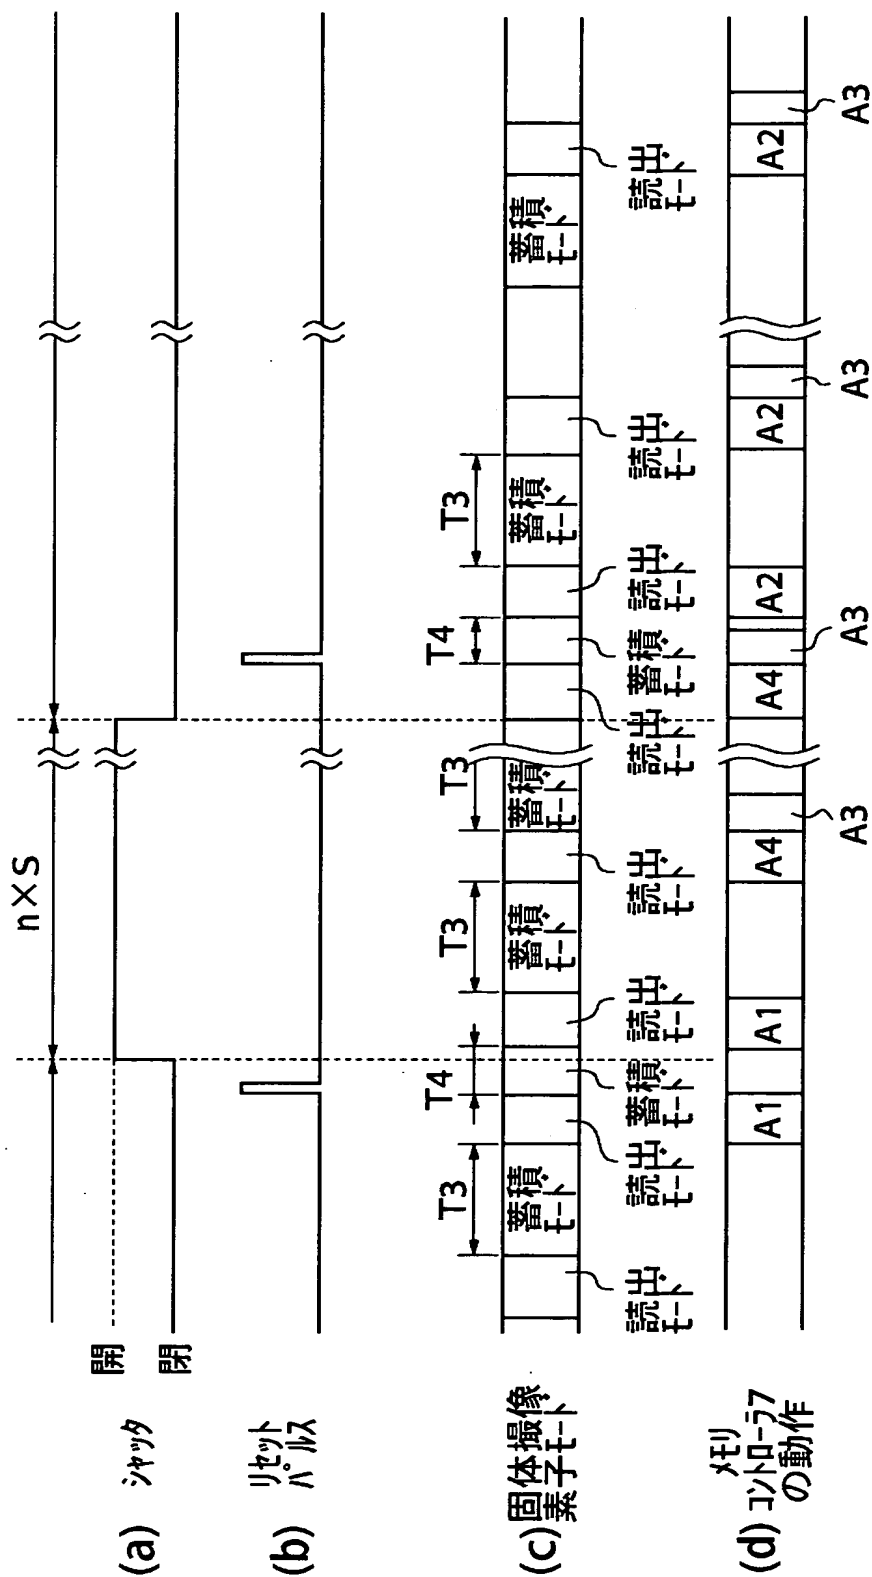 n×S
開
(a) シャッタ
閉
(b) リセット
パルス
T3 T4 T3 T3 T4 T3
(c) 固体撮像
素子モード
蓄積
モード
蓄積
モード
蓄積
モード
蓄積
モード
蓄積
モード
読出
モード
読出
モード
蓄積
モード
読出
モード
読出
モード
読出
モード
蓄積
モード
読出
モード
読出
モード
読出
モード
(d) メモリ
コントローラ7
の動作
A1 A1 A4 A4 A2 A2 A2
A3 A3 A3 A3